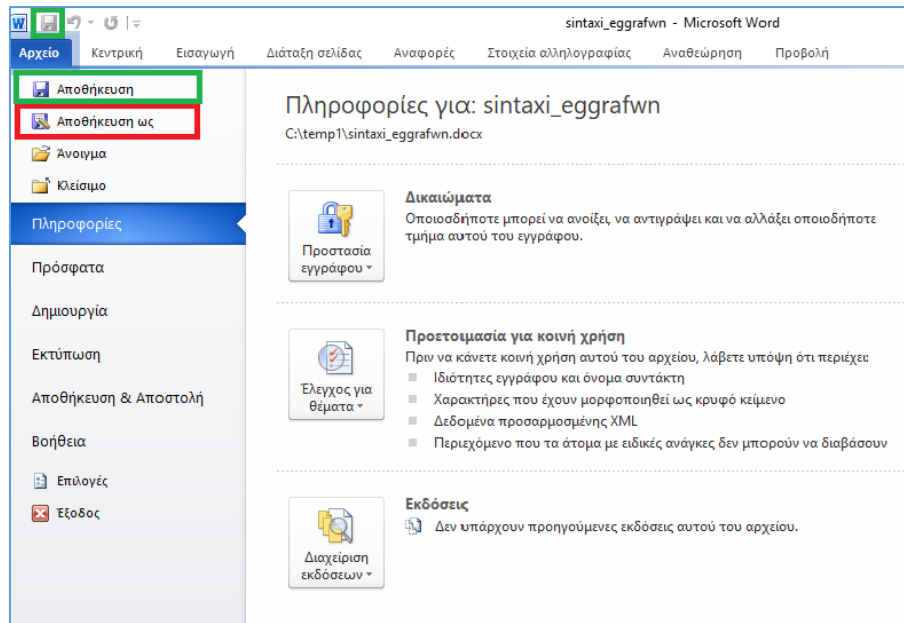 sintaxi_eggrafwn - Microsoft Word
Αρχείο Κεντρική Εισαγωγή Διάταξη σελίδας Αναφορές Στοιχεία αλληλογραφίας Αναθεώρηση Προβολή
Αποθήκευση
Αποθήκευση ως
Άνοιγμα
Κλείσιμο
Πληροφορίες
Πρόσφατα
Δημιουργία
Εκτύπωση
Αποθήκευση & Αποστολή
Βοήθεια
Επιλογές
Έξοδος
Πληροφορίες για: sintaxi_eggrafwn
C:\temp1\sintaxi_eggrafwn.docx
Προστασία
εγγράφου
Δικαιώματα
Οποιοσδήποτε μπορεί να ανοίξει, να αντιγράψει και να αλλάξει οποιοδήποτε
τμήμα αυτού του εγγράφου.
Έλεγχος για
θέματα
Προετοιμασία για κοινή χρήση
Πριν να κάνετε κοινή χρήση αυτού του αρχείου, λάβετε υπόψη ότι περιέχει:
Ιδιότητες εγγράφου και όνομα συντάκτη
Χαρακτήρες που έχουν μορφοποιηθεί ως κρυφό κείμενο
Δεδομένα προσαρμοσμένης XML
Περιεχόμενο που τα άτομα με ειδικές ανάγκες δεν μπορούν να διαβάσουν
Διαχείριση
εκδόσεων
Εκδόσεις
Δεν υπάρχουν προηγούμενες εκδόσεις αυτού του αρχείου.